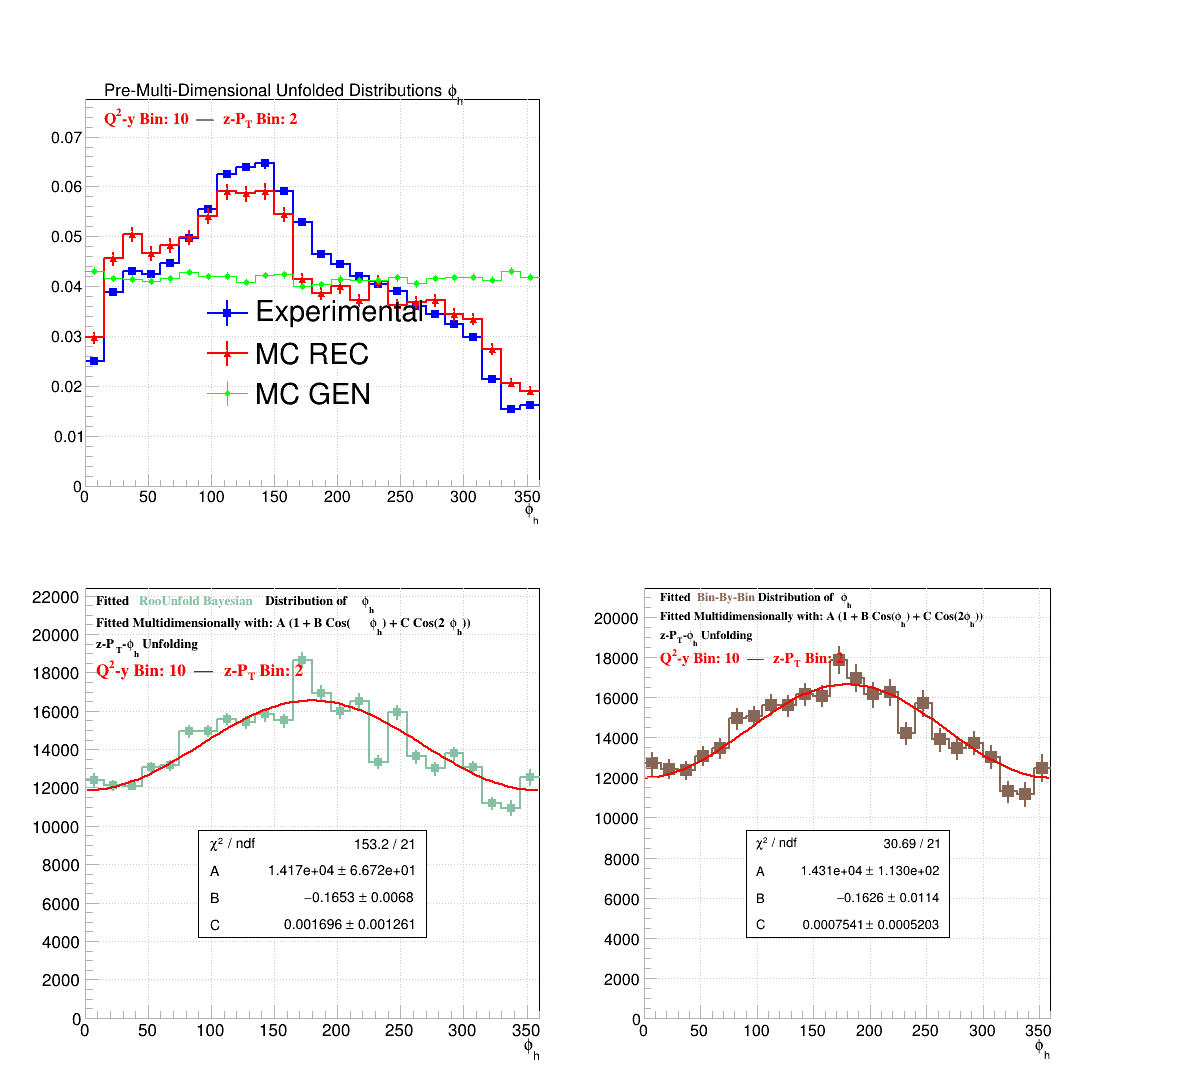 Pre-Multi-Dimensional Unfolded Distributions ϕh
Q²-y Bin: 10 — z-PT Bin: 2
0.07
0.06
0.05
0.04
0.03
0.02
0.01
0
Experimental
MC REC
MC GEN
0 50 100 150 200 250 300 350
ϕh
Fitted RooUnfold Bayesian Distribution of ϕh
Fitted Multidimensionally with: A (1 + B Cos( ϕh) + C Cos(2 ϕh))
z-PT-ϕh Unfolding
Q²-y Bin: 10 — z-PT Bin: 2
22000
20000
18000
16000
14000
12000
10000
8000
6000
4000
2000
0
χ² / ndf 153.2 / 21
A 1.417e+04 ± 6.672e+01
B −0.1653 ± 0.0068
C 0.001696 ± 0.001261
0 50 100 150 200 250 300 350
ϕh
Fitted Bin-By-Bin Distribution of ϕh
Fitted Multidimensionally with: A (1 + B Cos(ϕh) + C Cos(2ϕh))
z-PT-ϕh Unfolding
Q²-y Bin: 10 — z-PT Bin: 2
20000
18000
16000
14000
12000
10000
8000
6000
4000
2000
0
χ² / ndf 30.69 / 21
A 1.431e+04 ± 1.130e+02
B −0.1626 ± 0.0114
C 0.0007541 ± 0.0005203
0 50 100 150 200 250 300 350
ϕh